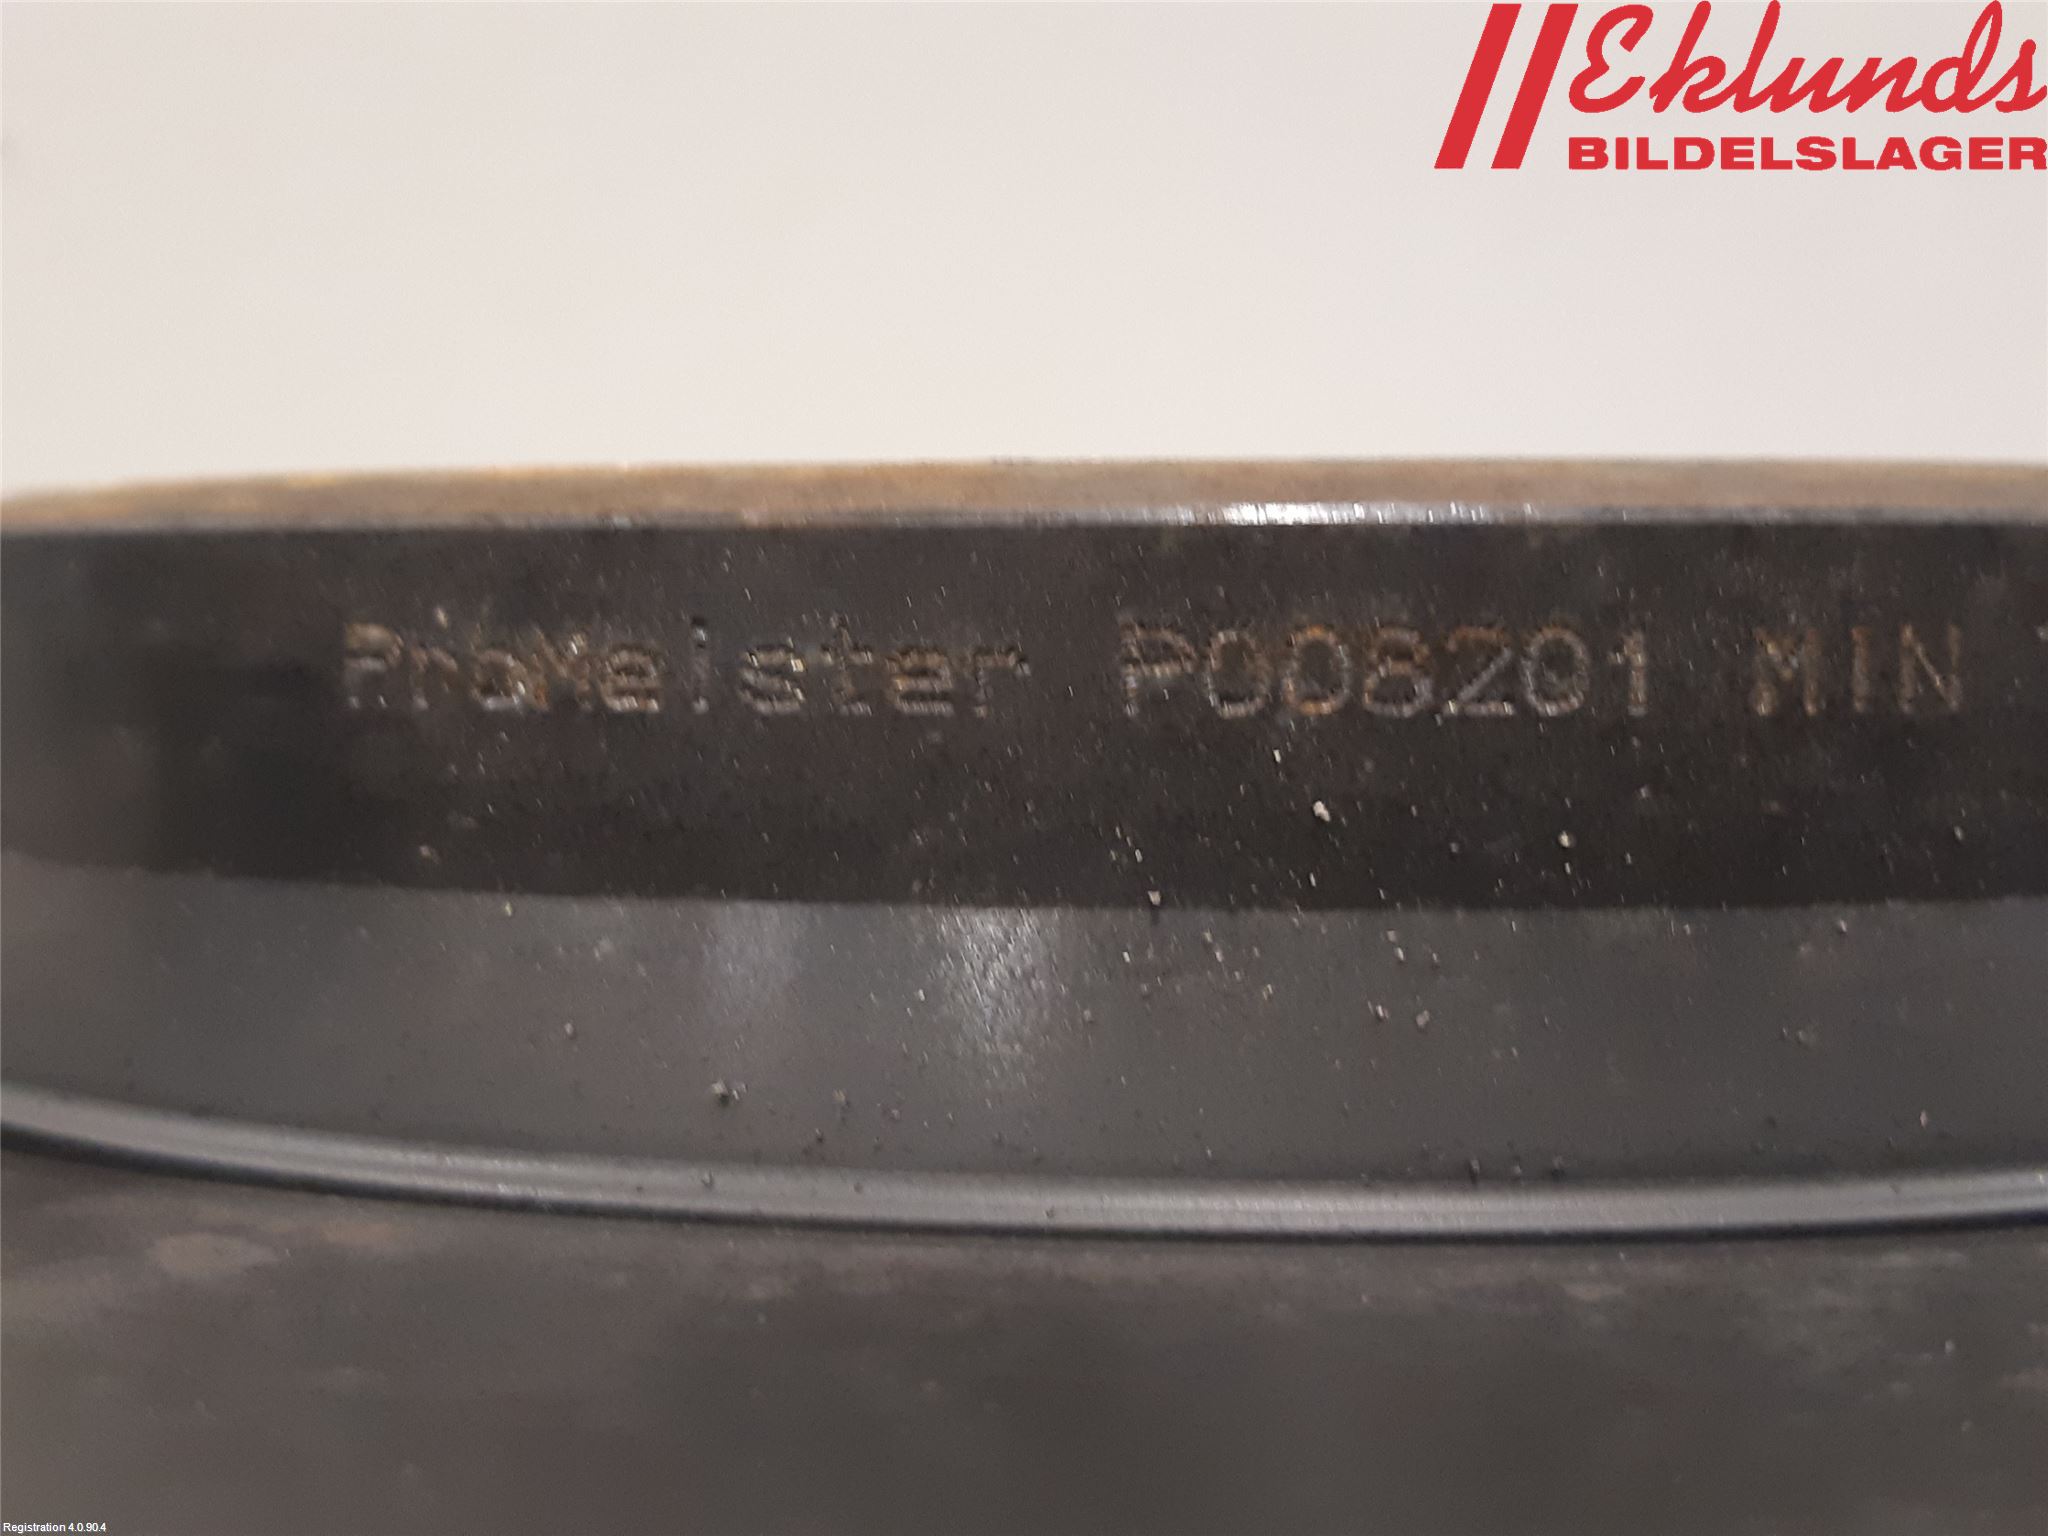 Eklunds
BILDELSLAGER
ProMeister P008201 MIN
Registration 4.0.90.4